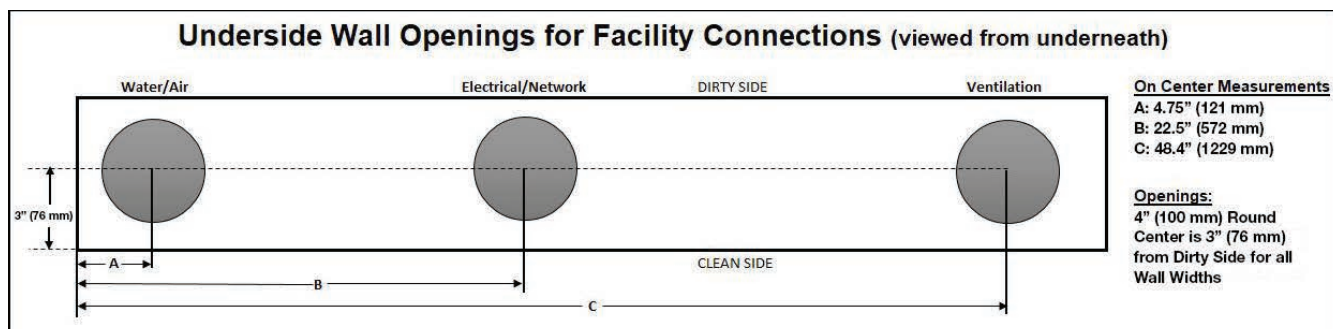 Underside Wall Openings for Facility Connections (viewed from underneath)
Water/Air
Electrical/Network
DIRTY SIDE
Ventilation
On Center Measurements
A: 4.75” (121 mm)
B: 22.5” (572 mm)
C: 48.4” (1229 mm)
Openings:
4” (100 mm) Round
Center is 3” (76 mm)
from Dirty Side for all
Wall Widths
3” (76 mm)
A
CLEAN SIDE
B
C